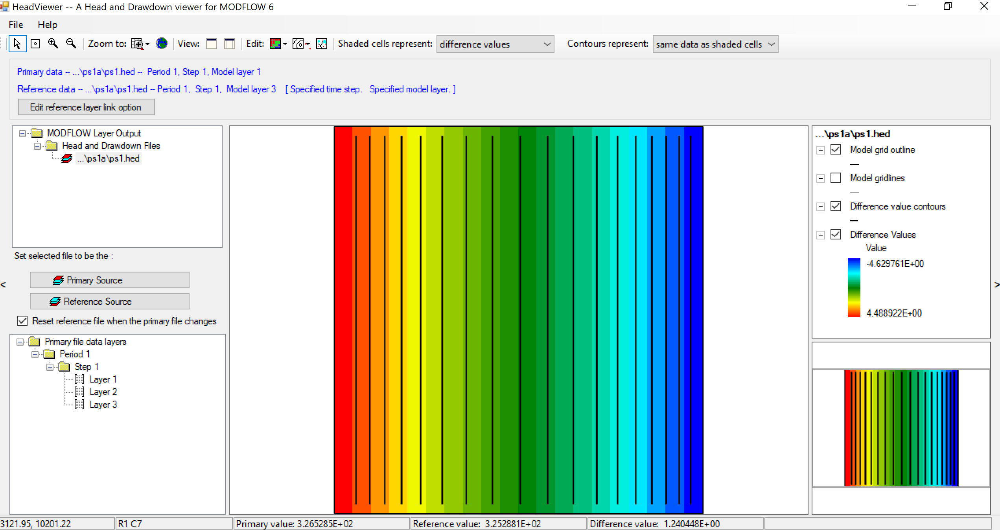 HeadViewer -- A Head and Drawdown viewer for MODFLOW 6
File Help
Zoom to: View: Edit: Shaded cells represent: difference values Contours represent: same data as shaded cells
Primary data -- ...\ps1a\ps1.hed -- Period 1, Step 1, Model layer 1
Reference data -- ...\ps1a\ps1.hed -- Period 1, Step 1, Model layer 3 [ Specified time step. Specified model layer. ]
Edit reference layer link option
MODFLOW Layer Output
Head and Drawdown Files
...\ps1a\ps1.hed
Set selected file to be the :
Primary Source
Reference Source
Reset reference file when the primary file changes
Primary file data layers
Period 1
Step 1
Layer 1
Layer 2
Layer 3
<
...\ps1a\ps1.hed
Model grid outline
Model gridlines
Difference value contours
Difference Values
Value
-4.629761E+00
4.488922E+00
>
3121.95, 10201.22
R1 C7
Primary value: 3.265285E+02
Reference value: 3.252881E+02
Difference value: 1.240448E+00